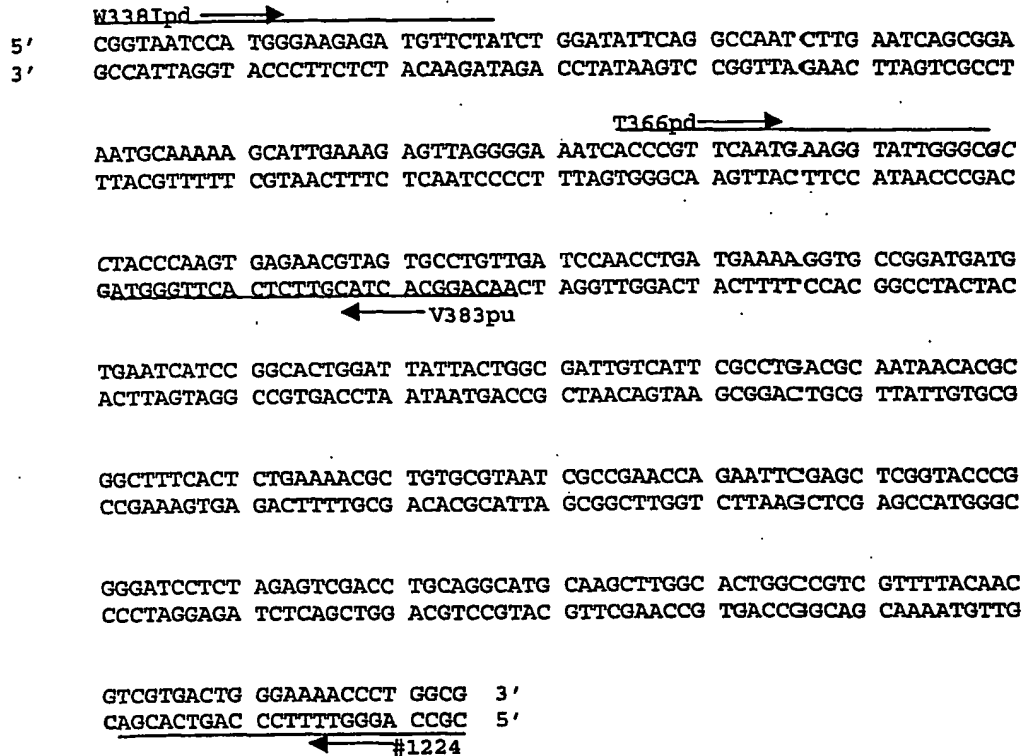 W338Ipd
5' CGGTAATCCA TGGGAAGAGA TGTTCTATCT GGATATTCAG GCCAATCTTG AATCAGCGGA
3' GCCATTAGGT ACCCTTCTCT ACAAGATAGA CCTATAAGTC CGGTTAGAAC TTAGTCGCCT
T366pd
AATGCAAAAA GCATTGAAAG AGTTAGGGGA AATCACCCGT TCAATGAAGG TATTGGGCGC
TTACGTTTTT CGTAACTTTC TCAATCCCCT TTAGTGGGCA AGTTACTTCC ATAACCCGAC
CTACCCAAGT GAGAACGTAG TGCCTGTTGA TCCAACCTGA TGAAAAGGTG CCGGATGATG
GATGGGTTCA CTCTTGCATC ACGGACAACT AGGTTGGACT ACTTTTCCAC GGCCTACTAC
V383pu
TGAATCATCC GGCACTGGAT TATTACTGGC GATTGTCATT CGCCTGACGC AATAACACGC
ACTTAGTAGG CCGTGACCTA ATAATGACCG CTAACAGTAA GCGGACTGCG TTATTGTGCG
GGCTTTCACT CTGAAAACGC TGTGCGTAAT CGCCGAACCA GAATTCGAGC TCGGTACCCG
CCGAAAGTGA GACTTTTGCG ACACGCATTA GCGGCTTGGT CTTAAGCTCG AGCCATGGGC
GGGATCCTCT AGAGTCGACC TGCAGGCATG CAAGCTTGGC ACTGGCCGTC GTTTTACAAC
CCCTAGGAGA TCTCAGCTGG ACGTCCGTAC GTTCGAACCG TGACCGGCAG CAAAATGTTG
GTCGTGACTG GGAAAACCCT GGCG 3'
CAGCACTGAC CCTTTTGGGA CCGC 5'
#1224